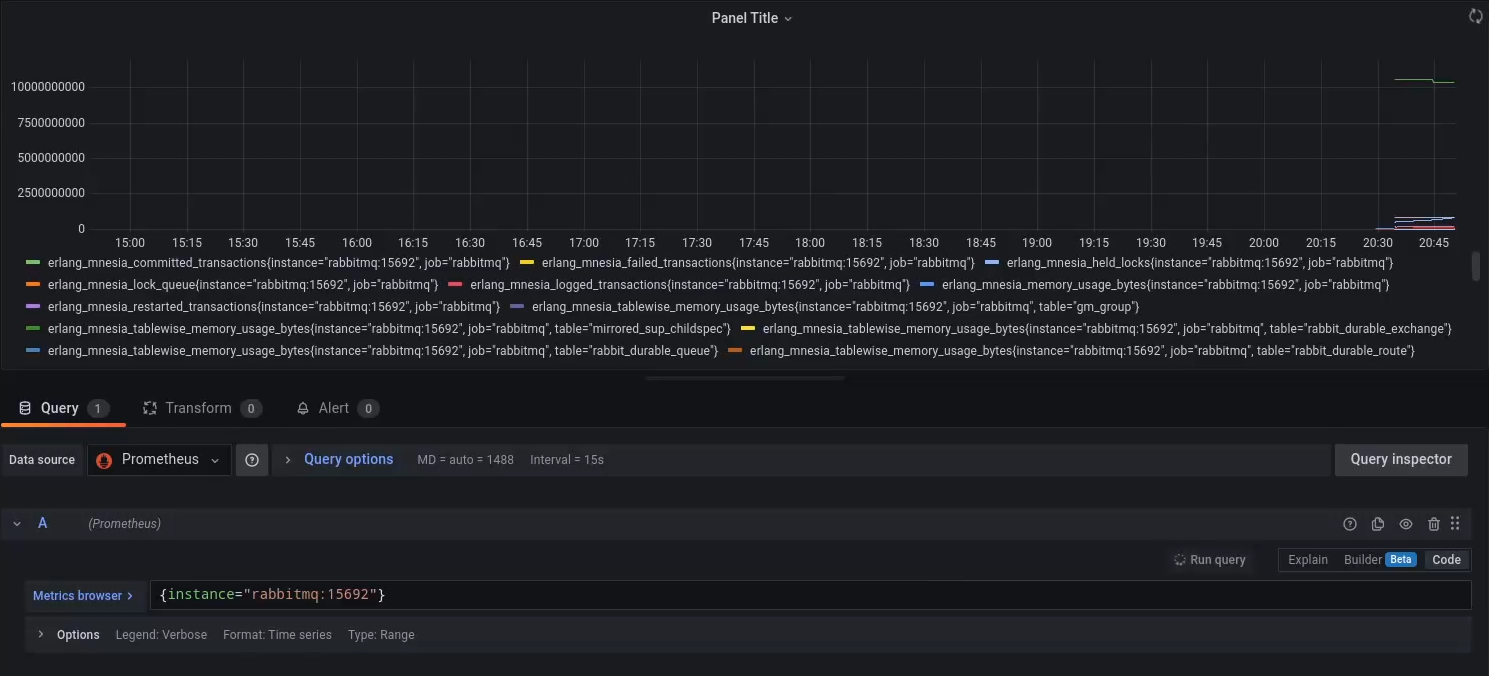 Panel Title
10000000000
7500000000
5000000000
2500000000
0
15:00 15:15 15:30 15:45 16:00 16:15 16:30 16:45 17:00 17:15 17:30 17:45 18:00 18:15 18:30 18:45 19:00 19:15 19:30 19:45 20:00 20:15 20:30 20:45
erlang_mnesia_committed_transactions{instance="rabbitmq:15692", job="rabbitmq"} erlang_mnesia_failed_transactions{instance="rabbitmq:15692", job="rabbitmq"} erlang_mnesia_held_locks{instance="rabbitmq:15692", job="rabbitmq"}
erlang_mnesia_lock_queue{instance="rabbitmq:15692", job="rabbitmq"} erlang_mnesia_logged_transactions{instance="rabbitmq:15692", job="rabbitmq"} erlang_mnesia_memory_usage_bytes{instance="rabbitmq:15692", job="rabbitmq"}
erlang_mnesia_restarted_transactions{instance="rabbitmq:15692", job="rabbitmq"} erlang_mnesia_tablewise_memory_usage_bytes{instance="rabbitmq:15692", job="rabbitmq", table="gm_group"}
erlang_mnesia_tablewise_memory_usage_bytes{instance="rabbitmq:15692", job="rabbitmq", table="mirrored_sup_childspec"} erlang_mnesia_tablewise_memory_usage_bytes{instance="rabbitmq:15692", job="rabbitmq", table="rabbit_durable_exchange"}
erlang_mnesia_tablewise_memory_usage_bytes{instance="rabbitmq:15692", job="rabbitmq", table="rabbit_durable_queue"} erlang_mnesia_tablewise_memory_usage_bytes{instance="rabbitmq:15692", job="rabbitmq", table="rabbit_durable_route"}
Query 1 Transform 0 Alert 0
Data source Prometheus Query options MD = auto = 1488 Interval = 15s Query inspector
A (Prometheus)
Run query Explain Builder Beta Code
Metrics browser > {instance="rabbitmq:15692"}
Options Legend: Verbose Format: Time series Type: Range